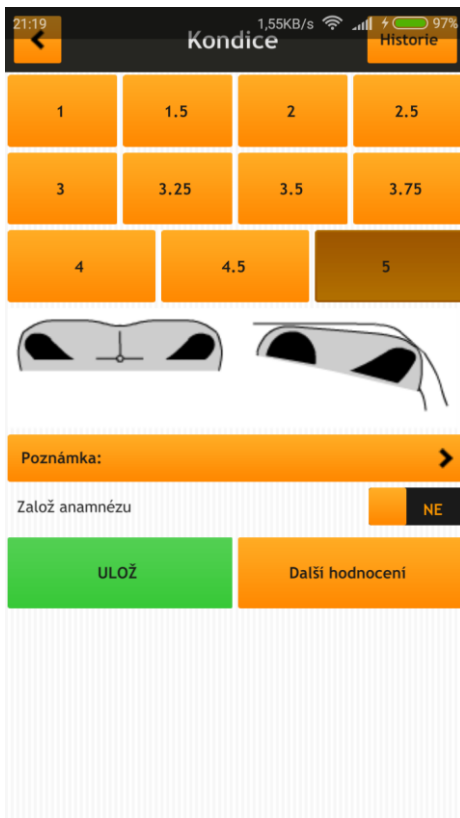 21:19 1,55KB/s 97%
Kondice
Historie
1 1.5 2 2.5
3 3.25 3.5 3.75
4 4.5 5
Poznámka:
Založ anamnézu NE
ULOŽ Další hodnocení